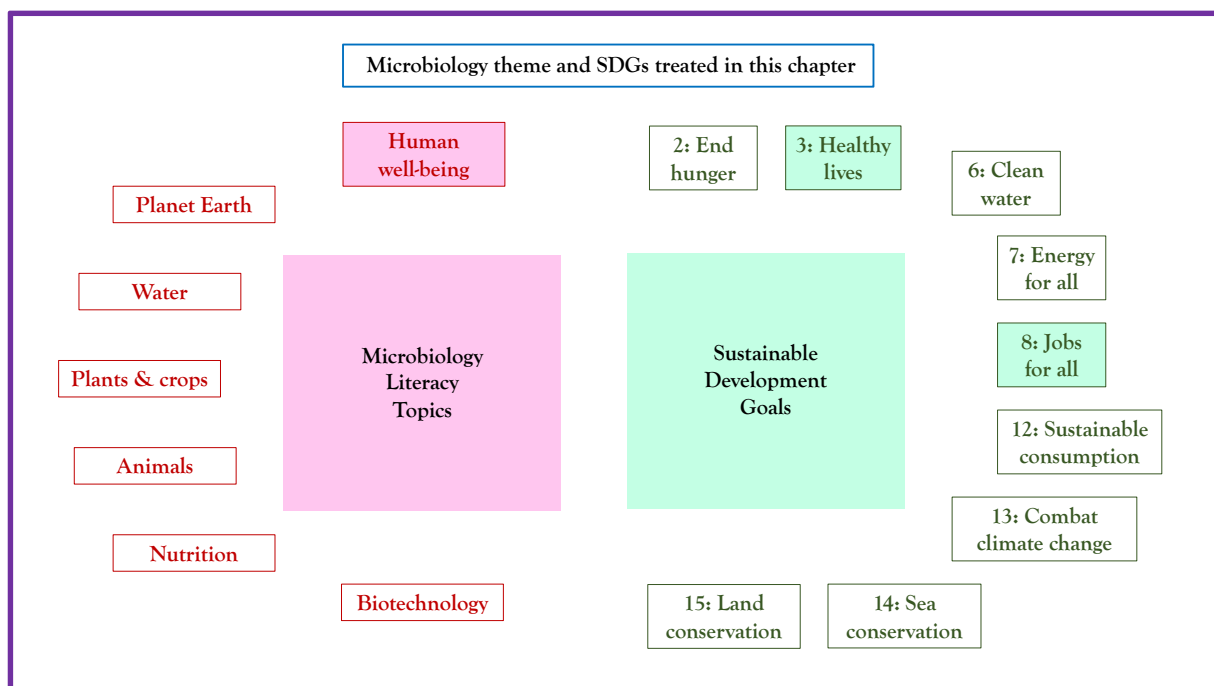 Microbiology theme and SDGs treated in this chapter
Human
well-being
Planet Earth
Water
Plants & crops
Animals
Nutrition
Biotechnology
Microbiology
Literacy
Topics
Sustainable
Development
Goals
2: End
hunger
3: Healthy
lives
6: Clean
water
7: Energy
for all
8: Jobs
for all
12: Sustainable
consumption
13: Combat
climate change
14: Sea
conservation
15: Land
conservation